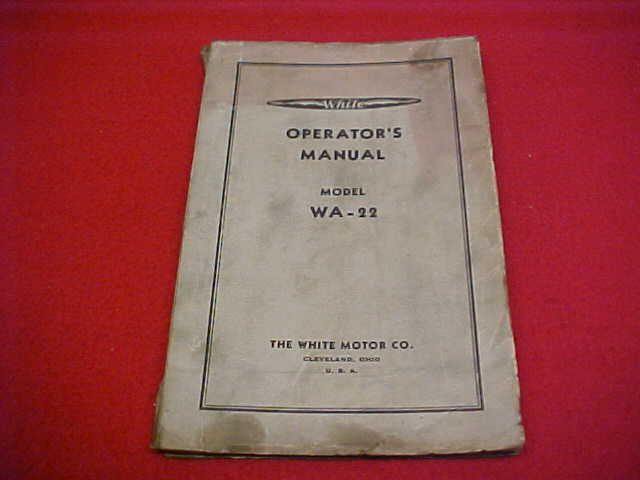 White
OPERATOR'S
MANUAL
MODEL
WA-22
THE WHITE MOTOR CO.
CLEVELAND, OHIO
U. S. A.